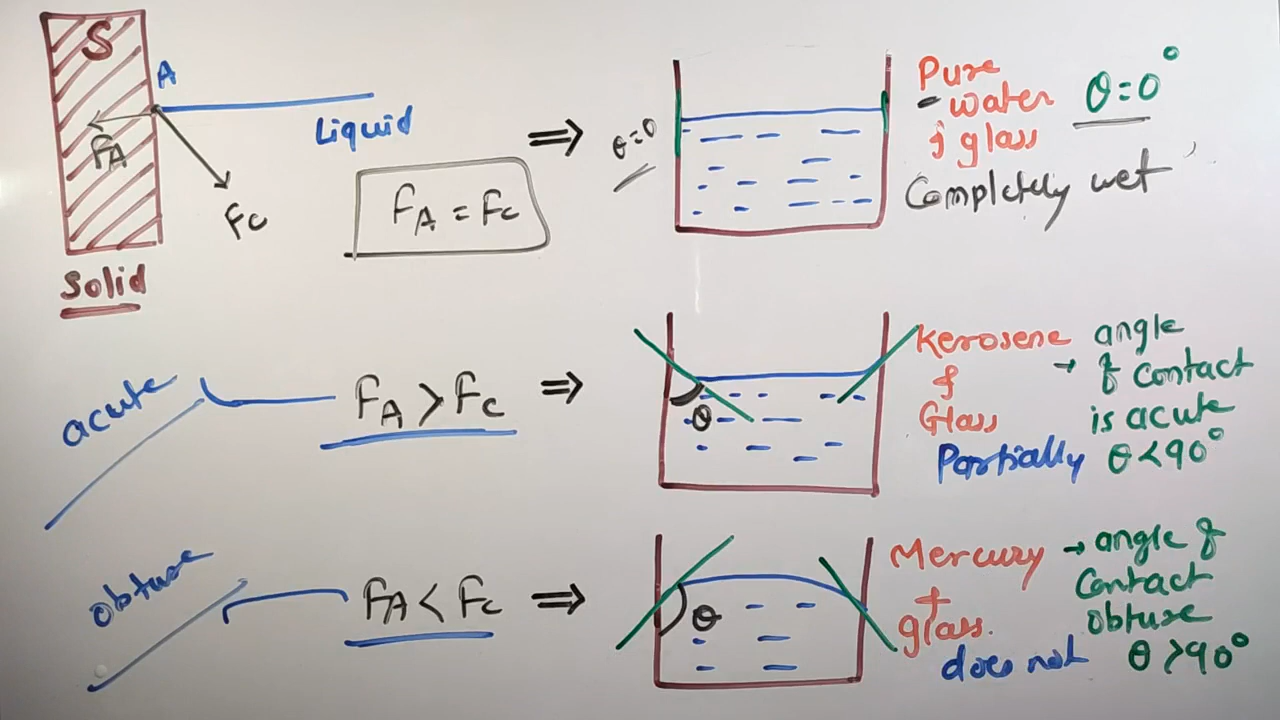 S
A
Liquid
FA
Fc
Solid
FA = Fc
⇒
θ=0
Pure
water
& glass
θ=0°
Completely wet
acute
FA > Fc
⇒
θ
Kerosene
&
Glass
Partially
→ angle
of contact
is acute
θ<90°
obtuse
FA < Fc
⇒
θ
Mercury
+
glass.
does not
→ angle of
contact
obtuse
θ>90°